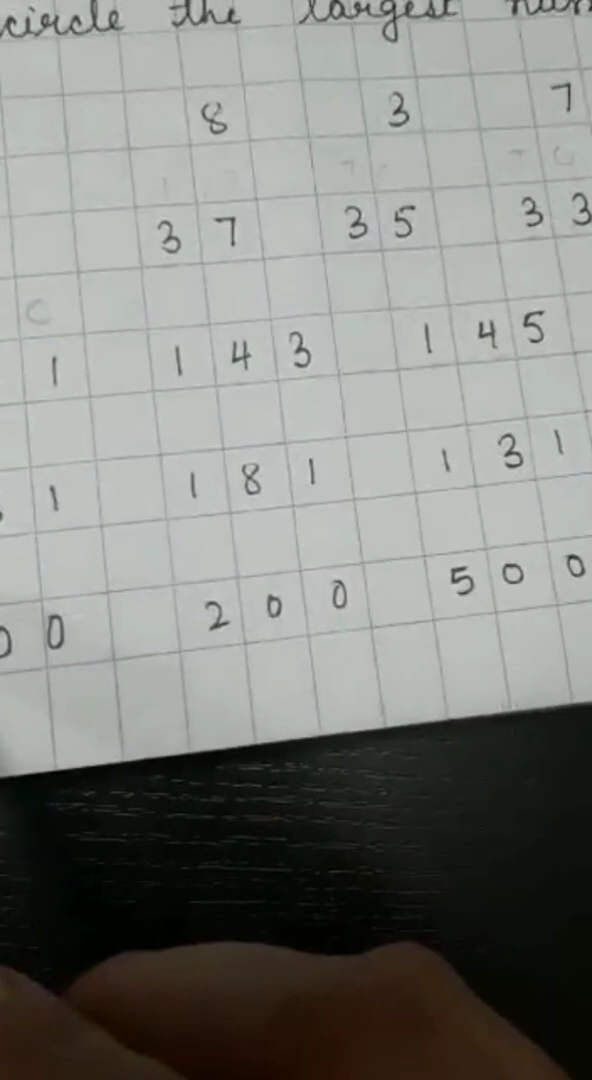 circle the largest
8 3 7
37 35 33
1 143 145
1 181 131
0 200 500